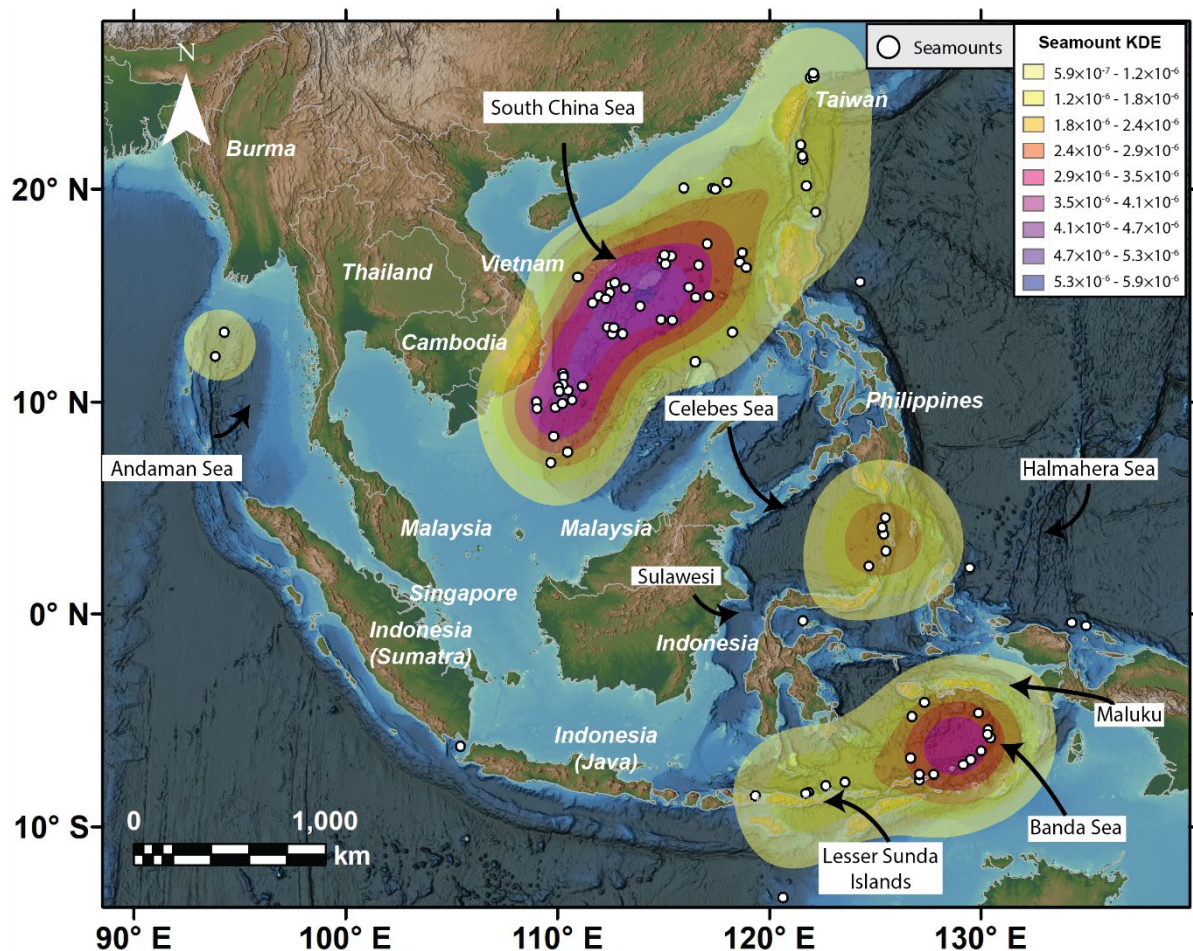 N
Seamounts
Seamount KDE
5.9×10⁻⁷ - 1.2×10⁻⁶
1.2×10⁻⁶ - 1.8×10⁻⁶
1.8×10⁻⁶ - 2.4×10⁻⁶
2.4×10⁻⁶ - 2.9×10⁻⁶
2.9×10⁻⁶ - 3.5×10⁻⁶
3.5×10⁻⁶ - 4.1×10⁻⁶
4.1×10⁻⁶ - 4.7×10⁻⁶
4.7×10⁻⁶ - 5.3×10⁻⁶
5.3×10⁻⁶ - 5.9×10⁻⁶
South China Sea
Taiwan
Burma
20° N
Thailand
Vietnam
Cambodia
10° N
Celebes Sea
Philippines
Andaman Sea
Halmahera Sea
Malaysia
Malaysia
Singapore
Sulawesi
0° N
Indonesia
(Sumatra)
Indonesia
Maluku
Indonesia
(Java)
10° S
0
1,000
km
Banda Sea
Lesser Sunda
Islands
90° E
100° E
110° E
120° E
130° E